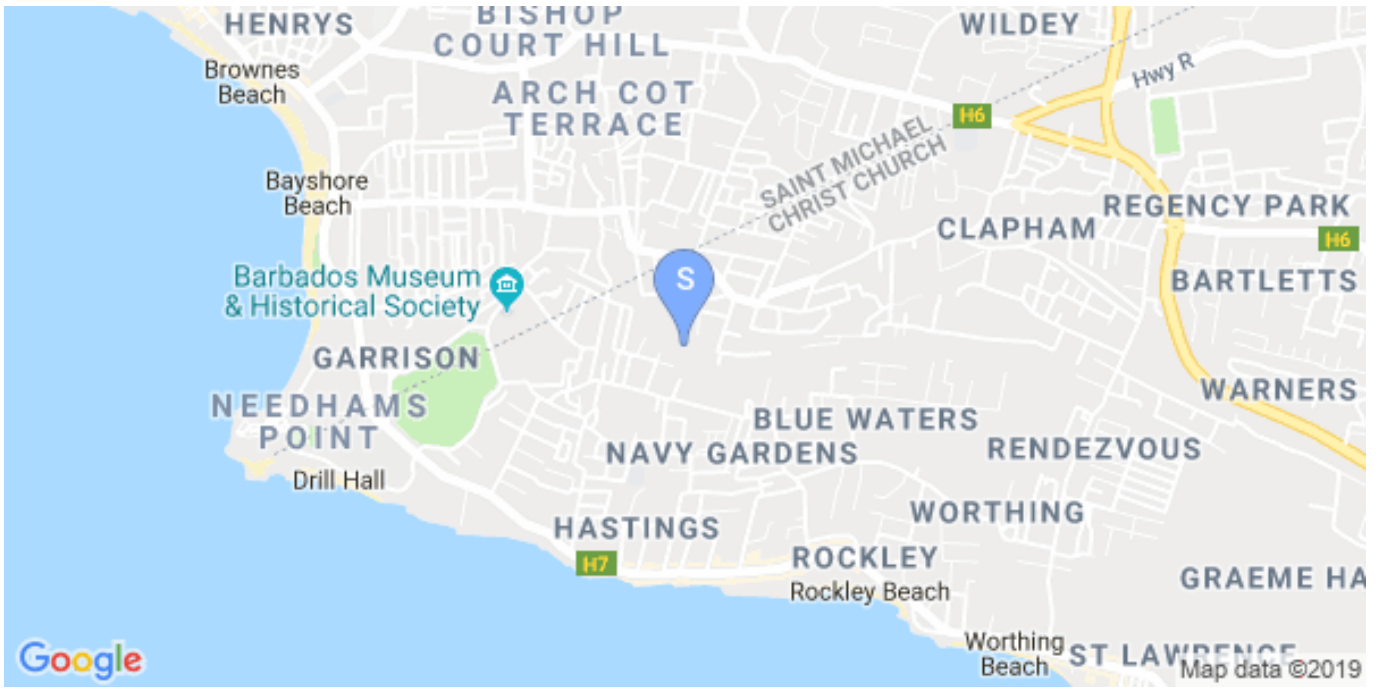 HENRYS
BISHOP
COURT HILL
WILDEY
Brownes
Beach
Hwy R
ARCH COT
TERRACE
H6
SAINT MICHAEL
CHRIST CHURCH
Bayshore
Beach
REGENCY PARK
CLAPHAM
H6
S
Barbados Museum
& Historical Society
BARTLETTS
GARRISON
WARNERS
NEEDHAMS
POINT
BLUE WATERS
NAVY GARDENS
RENDEZVOUS
Drill Hall
WORTHING
HASTINGS
H7
ROCKLEY
Rockley Beach
GRAEME HA
Worthing
Beach
ST LAWRENCE
Google
Map data ©2019